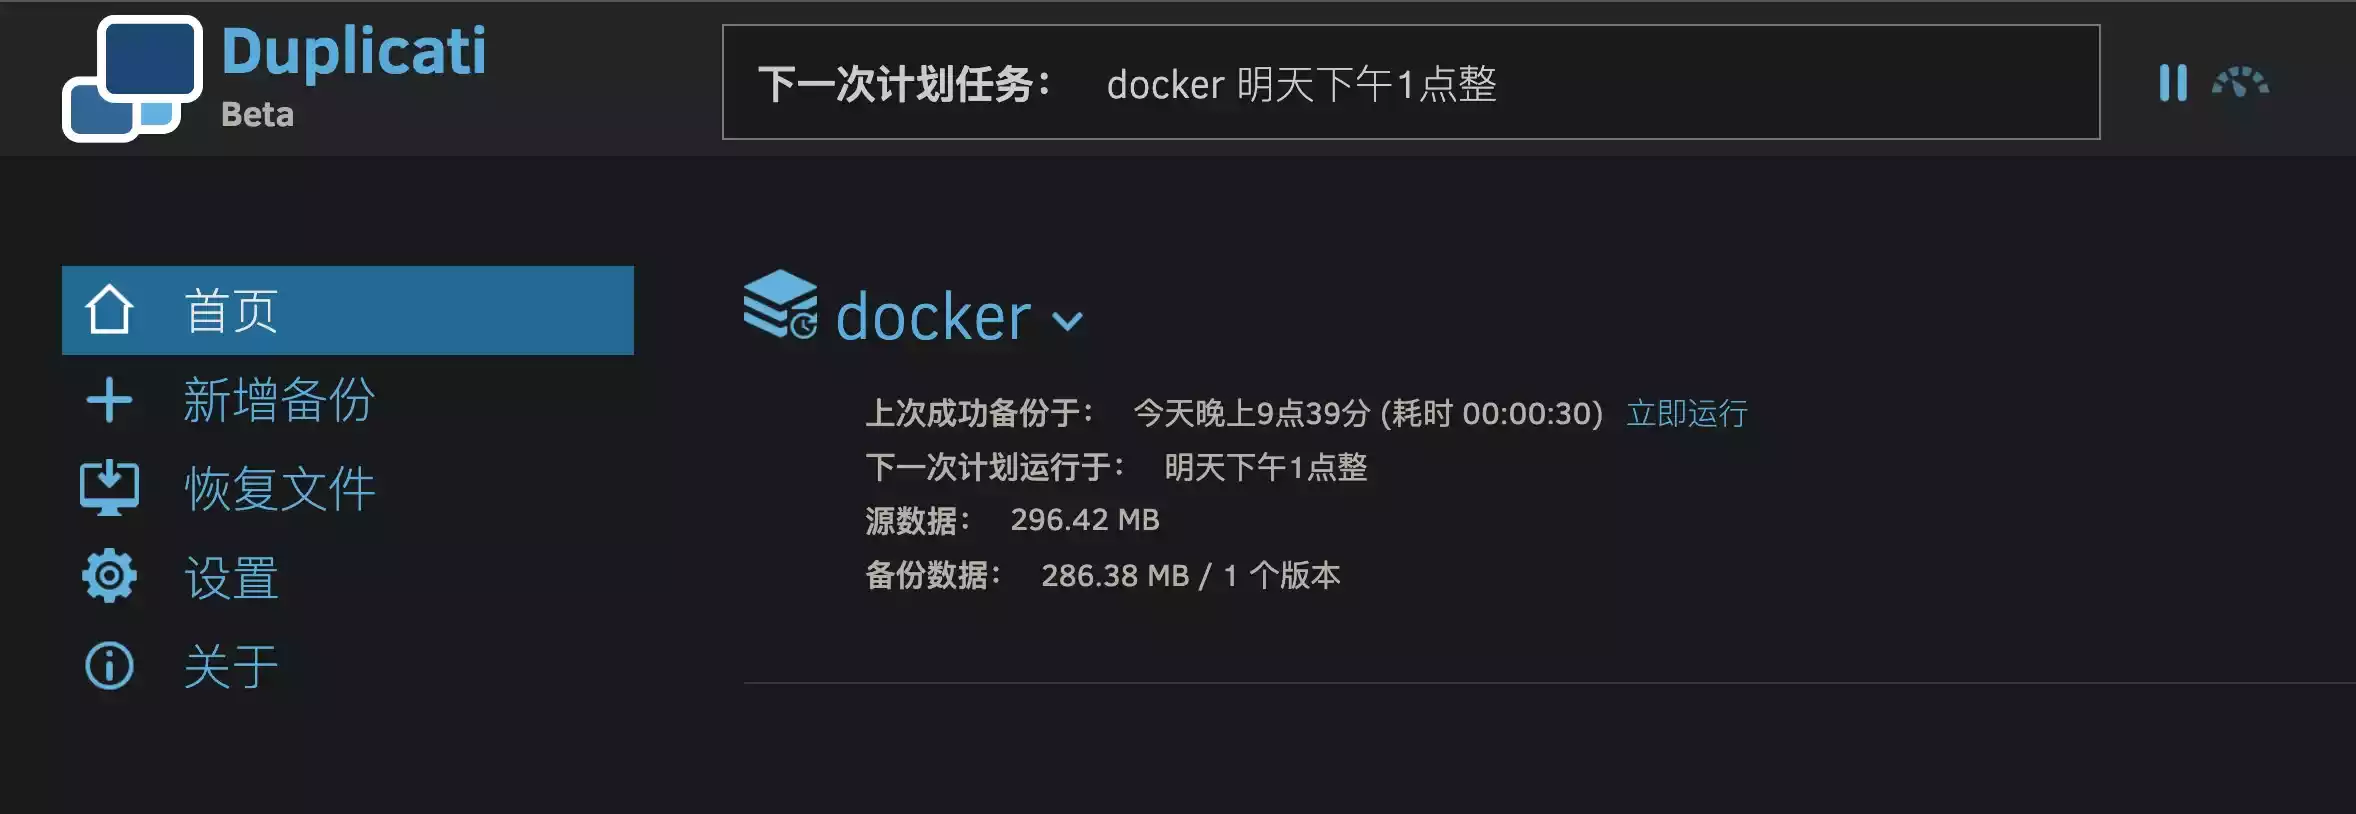 Duplicati
Beta
下一次计划任务： docker 明天下午1点整
首页
新增备份
恢复文件
设置
关于
docker
上次成功备份于： 今天晚上9点39分 (耗时 00:00:30) 立即运行
下一次计划运行于： 明天下午1点整
源数据： 296.42 MB
备份数据： 286.38 MB / 1 个版本